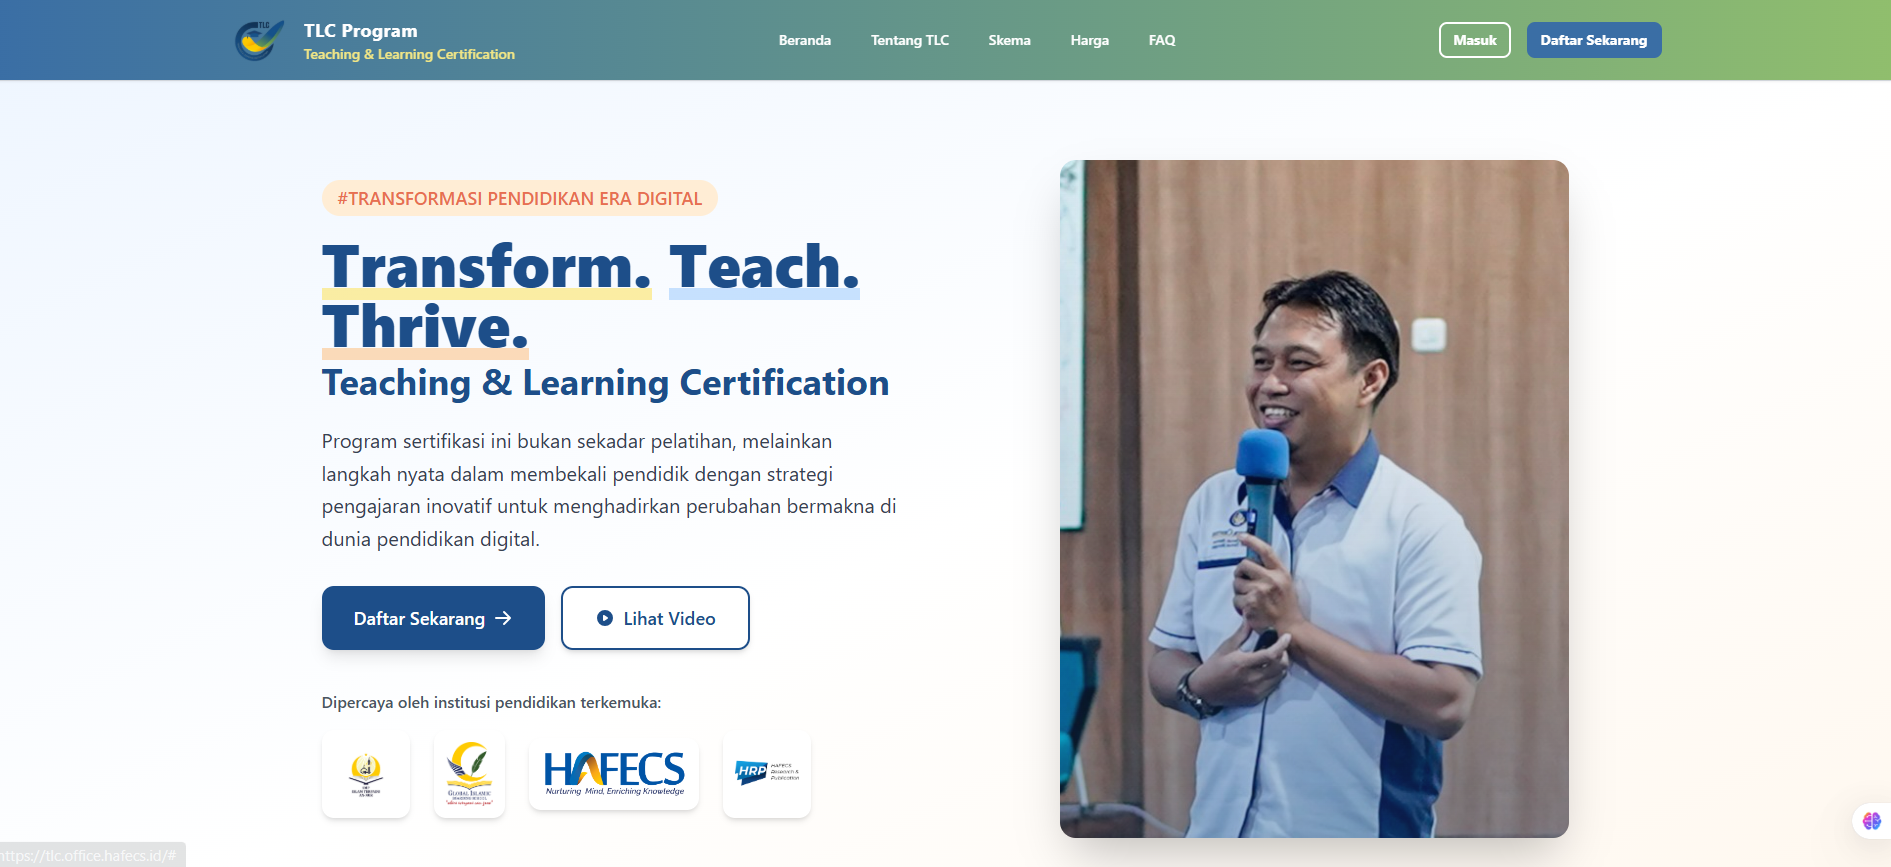 TLC
TLC Program
Teaching & Learning Certification
Beranda
Tentang TLC
Skema
Harga
FAQ
Masuk
Daftar Sekarang
#TRANSFORMASI PENDIDIKAN ERA DIGITAL
Transform. Teach.
Thrive.
Teaching & Learning Certification
Program sertifikasi ini bukan sekadar pelatihan, melainkan
langkah nyata dalam membekali pendidik dengan strategi
pengajaran inovatif untuk menghadirkan perubahan bermakna di
dunia pendidikan digital.
Daftar Sekarang
Lihat Video
Dipercaya oleh institusi pendidikan terkemuka:
GLOBAL ISLAMIC
HAFECS
Nurturing Mind, Enriching Knowledge
HRP
HAFECS
Research &
Publication
https://tlc.office.hafecs.id/#